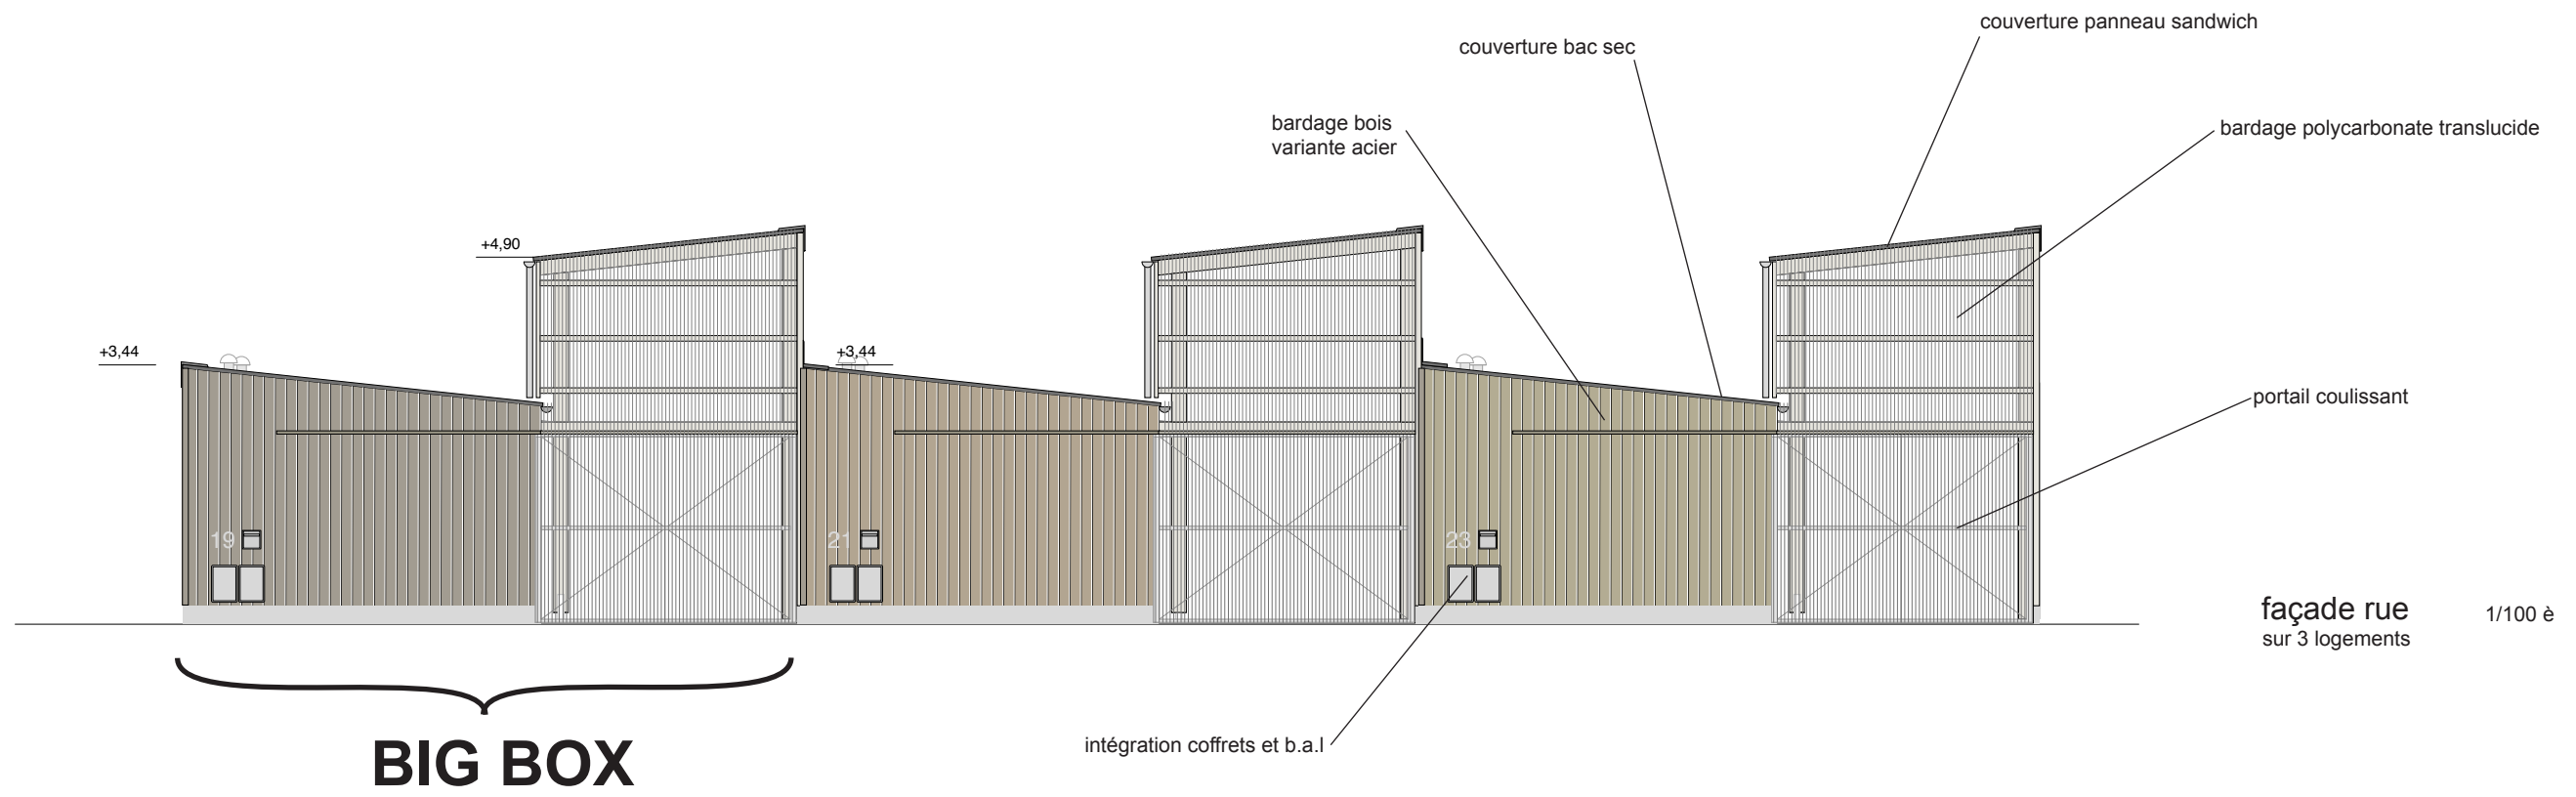 couverture panneau sandwich
couverture bac sec
bardage bois
variante acier
bardage polycarbonate translucide
+4,90
+3,44
+3,44
portail coulissant
19
21
23
façade rue
1/100 è
sur 3 logements
intégration coffrets et b.a.l
BIG BOX